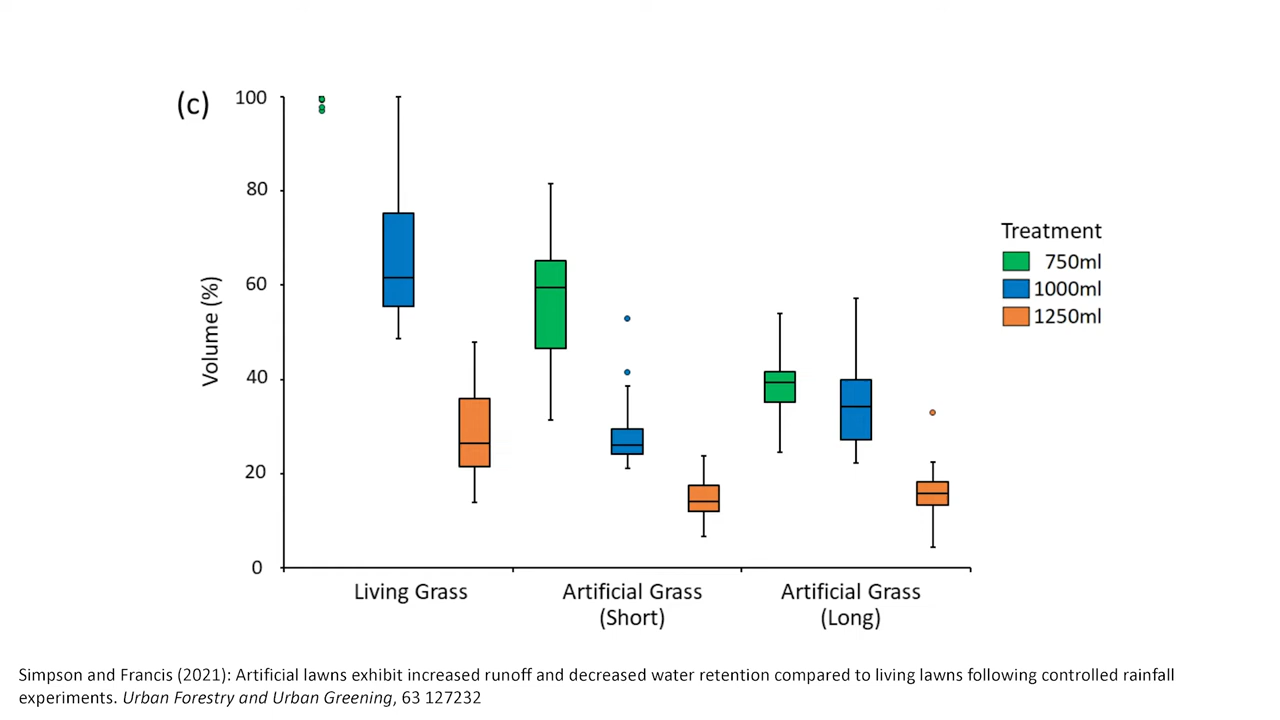 (c)
100
80
60
40
20
0
Volume (%)
Living Grass
Artificial Grass
(Short)
Artificial Grass
(Long)
Treatment
750ml
1000ml
1250ml
Simpson and Francis (2021): Artificial lawns exhibit increased runoff and decreased water retention compared to living lawns following controlled rainfall
experiments. Urban Forestry and Urban Greening, 63 127232